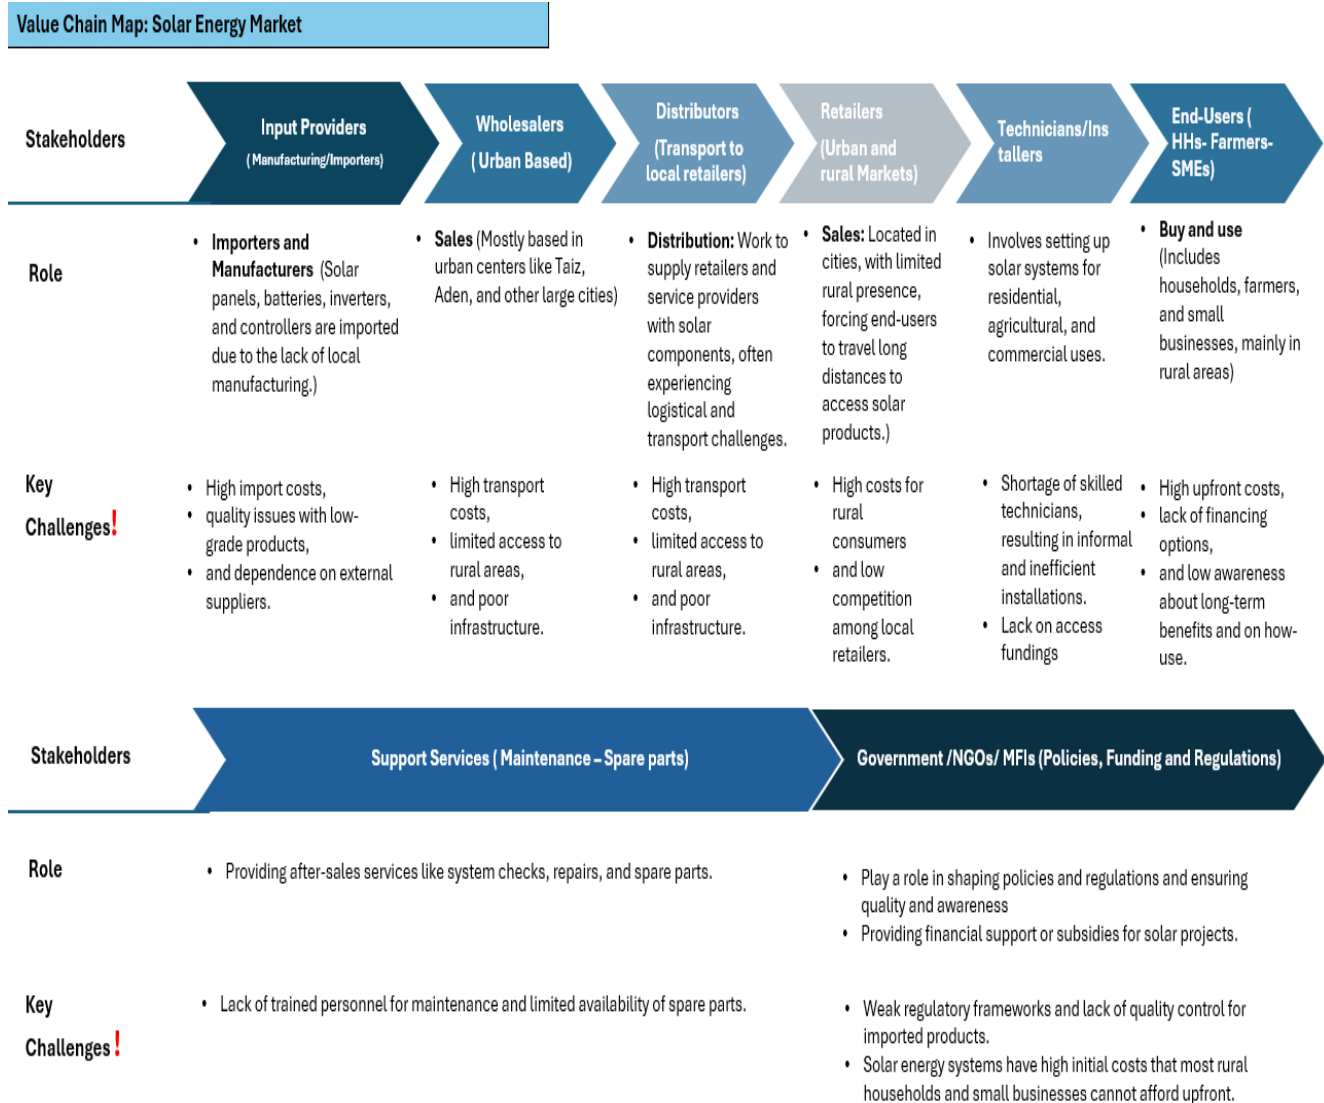 Value Chain Map: Solar Energy Market
Stakeholders
Input Providers
( Manufacturing/Importers)
Wholesalers
( Urban Based)
Distributors
(Transport to
local retailers)
Retailers
(Urban and
rural Markets)
Technicians/Ins
tallers
End-Users (
HHs- Farmers-
SMEs)
Role
• Importers and
Manufacturers (Solar
panels, batteries, inverters,
and controllers are imported
due to the lack of local
manufacturing.)
• Sales (Mostly based in
urban centers like Taiz,
Aden, and other large cities)
• Distribution: Work to
supply retailers and
service providers
with solar
components, often
experiencing
logistical and
transport challenges.
• Sales: Located in
cities, with limited
rural presence,
forcing end-users
to travel long
distances to
access solar
products.)
• Involves setting up
solar systems for
residential,
agricultural, and
commercial uses.
• Buy and use
(Includes
households, farmers,
and small
businesses, mainly in
rural areas)
Key
Challenges!
• High import costs,
• quality issues with low-
grade products,
• and dependence on external
suppliers.
• High transport
costs,
• limited access to
rural areas,
• and poor
infrastructure.
• High transport
costs,
• limited access to
rural areas,
• and poor
infrastructure.
• High costs for
rural
consumers
• and low
competition
among local
retailers.
• Shortage of skilled
technicians,
resulting in informal
and inefficient
installations.
• Lack on access
fundings
• High upfront costs,
• lack of financing
options,
• and low awareness
about long-term
benefits and on how-
use.
Stakeholders
Support Services ( Maintenance – Spare parts)
Government /NGOs/ MFIs (Policies, Funding and Regulations)
Role
• Providing after-sales services like system checks, repairs, and spare parts.
• Play a role in shaping policies and regulations and ensuring
quality and awareness
• Providing financial support or subsidies for solar projects.
Key
Challenges !
• Lack of trained personnel for maintenance and limited availability of spare parts.
• Weak regulatory frameworks and lack of quality control for
imported products.
• Solar energy systems have high initial costs that most rural
households and small businesses cannot afford upfront.